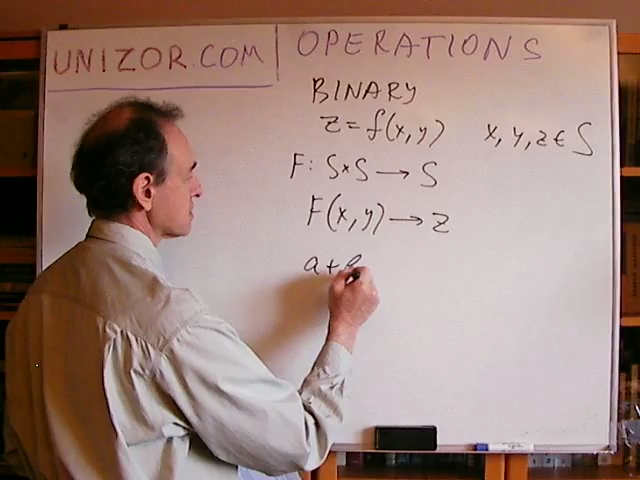 UNIZOR.COM
OPERATIONS
BINARY
z = f(x, y) x, y, z ∈ S
F: S×S → S
F(x, y) → z
a +